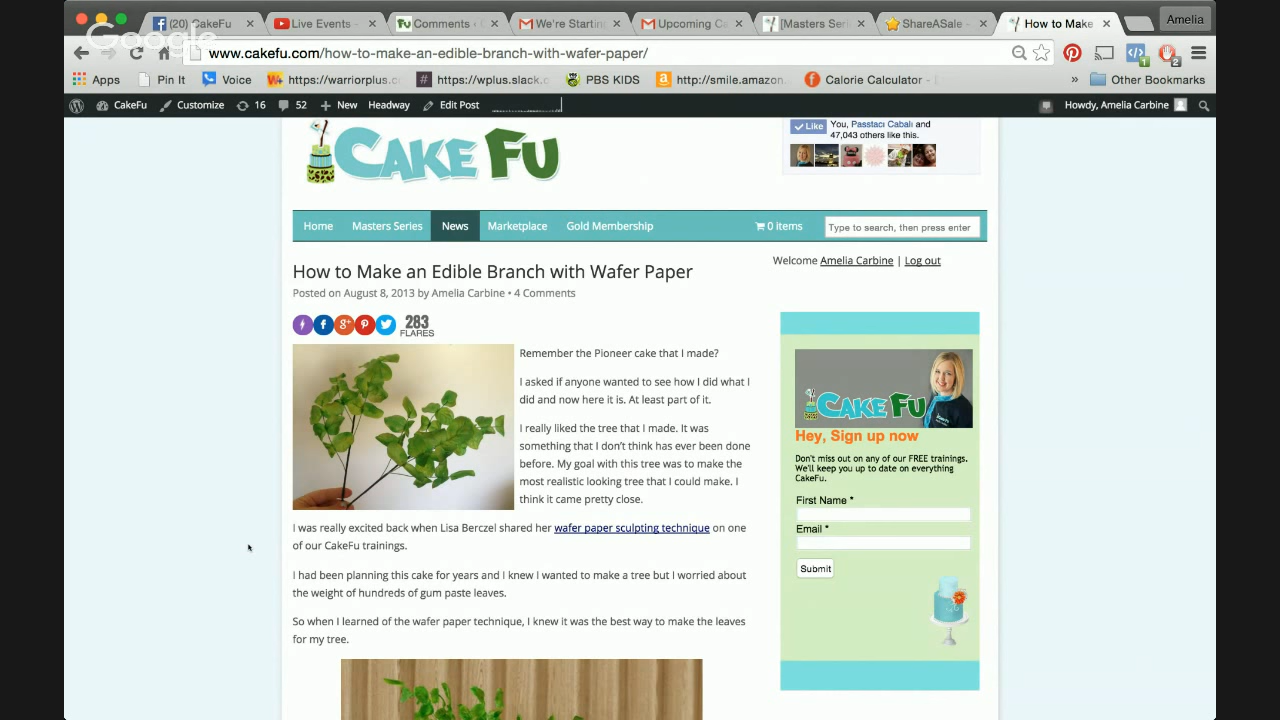 (20) CakeFu
Live Events -
Comments ‹ C
We're Startin
Upcoming Ca
[Masters Seri
ShareASale -
How to Make
Amelia
Google
www.cakefu.com/how-to-make-an-edible-branch-with-wafer-paper/
Apps
Pin It
Voice
https://warriorplus.c
https://wplus.slack.
PBS KIDS
http://smile.amazon
Calorie Calculator -
»
Other Bookmarks
CakeFu
Customize
16
52
New
Headway
Edit Post
Howdy, Amelia Carbine
CAKE FU
Like
You, Passtacı Cabalı and
47,043 others like this.
Home
Masters Series
News
Marketplace
Gold Membership
0 items
Type to search, then press enter
How to Make an Edible Branch with Wafer Paper
Posted on August 8, 2013 by Amelia Carbine • 4 Comments
Welcome Amelia Carbine | Log out
283
FLARES
Remember the Pioneer cake that I made?
I asked if anyone wanted to see how I did what I
did and now here it is. At least part of it.
I really liked the tree that I made. It was
something that I don't think has ever been done
before. My goal with this tree was to make the
most realistic looking tree that I could make. I
think it came pretty close.
I was really excited back when Lisa Berczel shared her wafer paper sculpting technique on one
of our CakeFu trainings.
I had been planning this cake for years and I knew I wanted to make a tree but I worried about
the weight of hundreds of gum paste leaves.
So when I learned of the wafer paper technique, I knew it was the best way to make the leaves
for my tree.
CAKE FU
Hey, Sign up now
Don't miss out on any of our FREE trainings.
We'll keep you up to date on everything
CakeFu.
First Name *
Email *
Submit